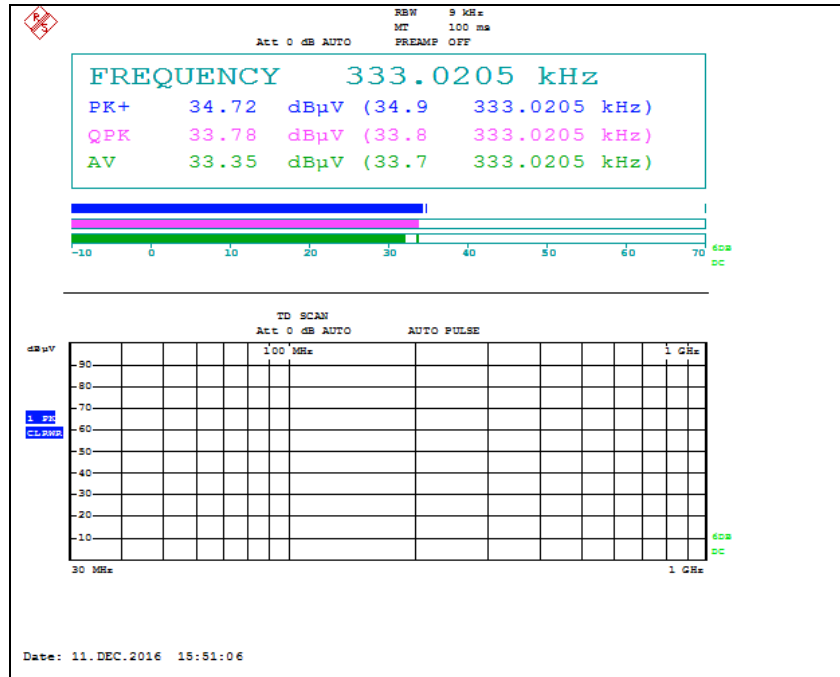 R S
RBW 9 kHz
MT 100 ms
Att 0 dB AUTO PREAMP OFF
FREQUENCY 333.0205 kHz
PK+ 34.72 dBµV (34.9 333.0205 kHz)
QPK 33.78 dBµV (33.8 333.0205 kHz)
AV 33.35 dBµV (33.7 333.0205 kHz)
-10 0 10 20 30 40 50 60 70
6DB
DC
TD SCAN
Att 0 dB AUTO AUTO PULSE
dBµV
100 MHz 1 GHz
90
80
70
1 PK
CLRWR
60
50
40
30
20
10
6DB
DC
30 MHz 1 GHz
Date: 11.DEC.2016 15:51:06